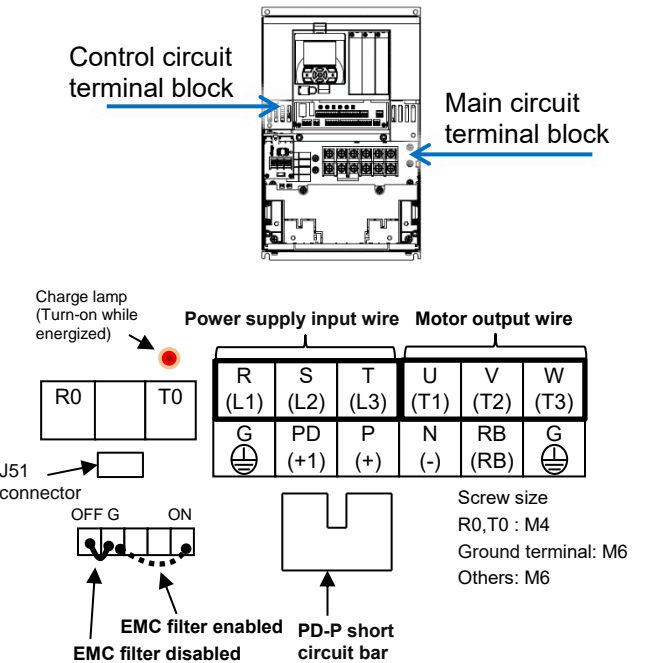 Control circuit
terminal block
Main circuit
terminal block
Charge lamp
(Turn-on while
energized)
Power supply input wire Motor output wire
R0 T0
R S T U V W
(L1) (L2) (L3) (T1) (T2) (T3)
G PD P N RB G
(+1) (+) (-) (RB)
J51
connector
OFF G ON
EMC filter enabled
EMC filter disabled
PD-P short
circuit bar
Screw size
R0,T0 : M4
Ground terminal: M6
Others: M6